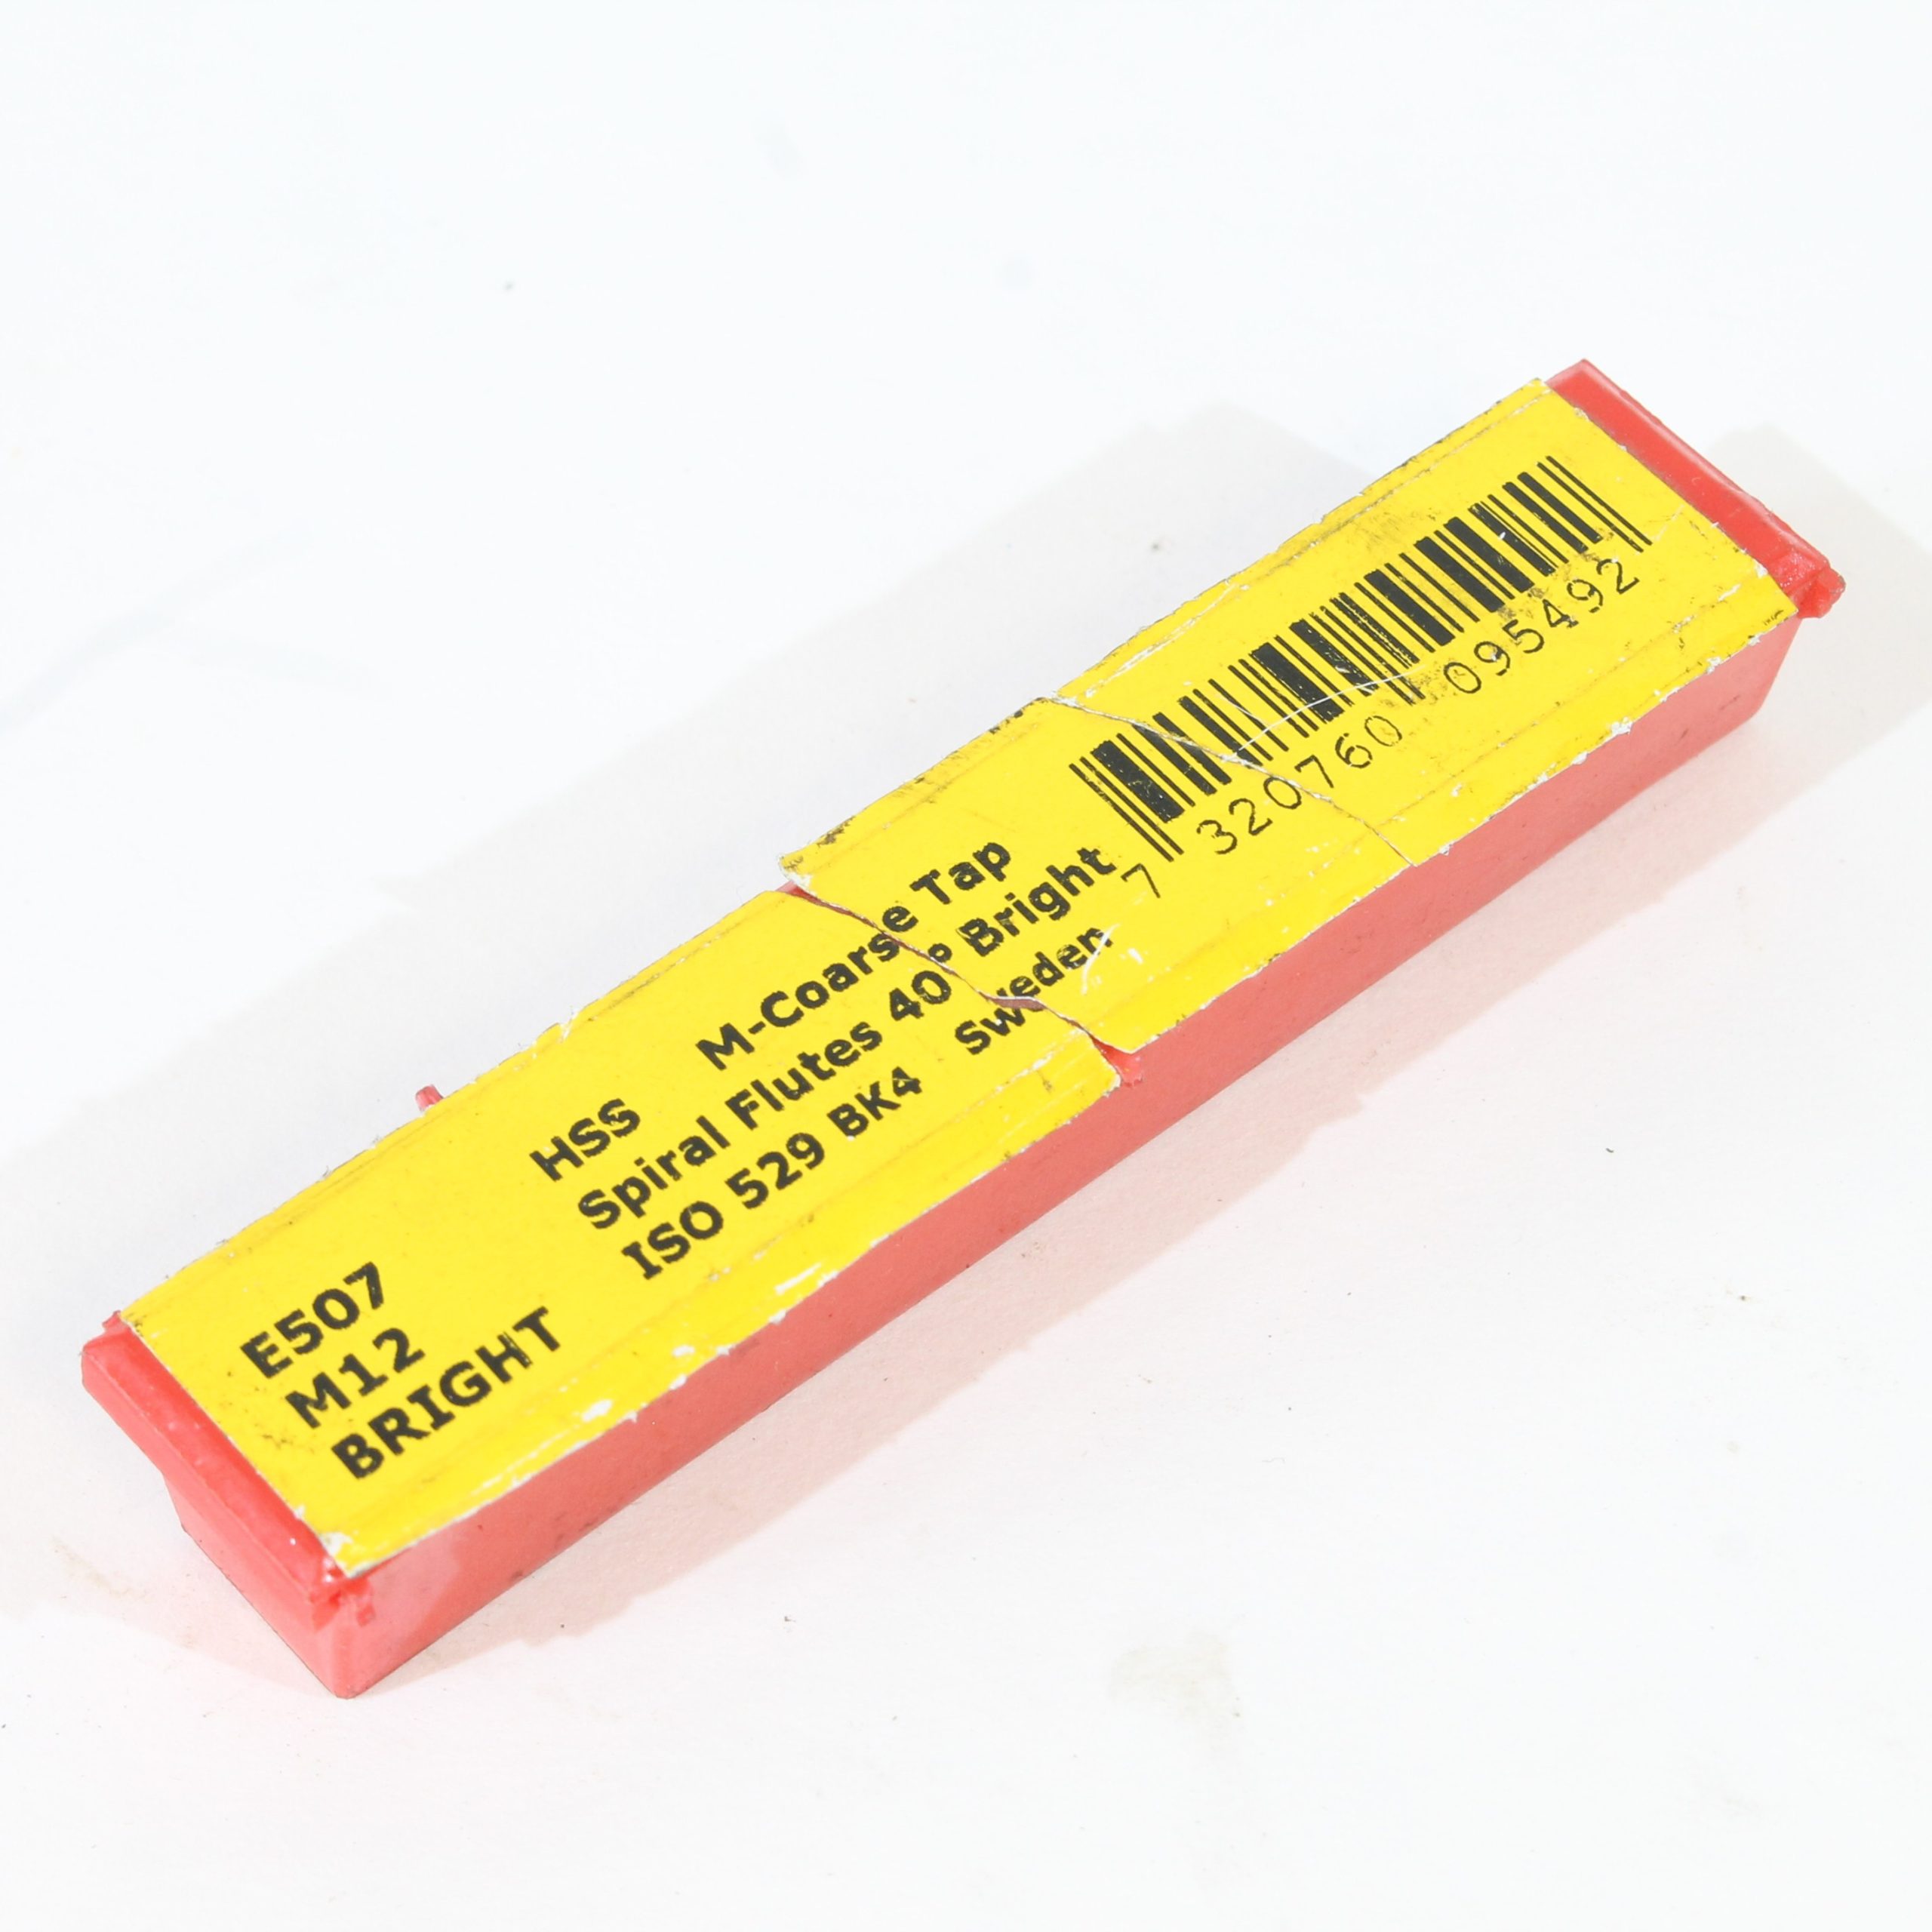 E507
M12
BRIGHT
HSS M-Coarse Tap
Spiral Flutes 40° Bright
ISO 529 BK4 Sweden
7 320760 095492